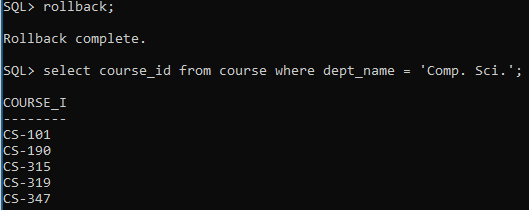 SQL> rollback;
Rollback complete.
SQL> select course_id from course where dept_name = 'Comp. Sci.';
COURSE_I
--------
CS-101
CS-190
CS-315
CS-319
CS-347